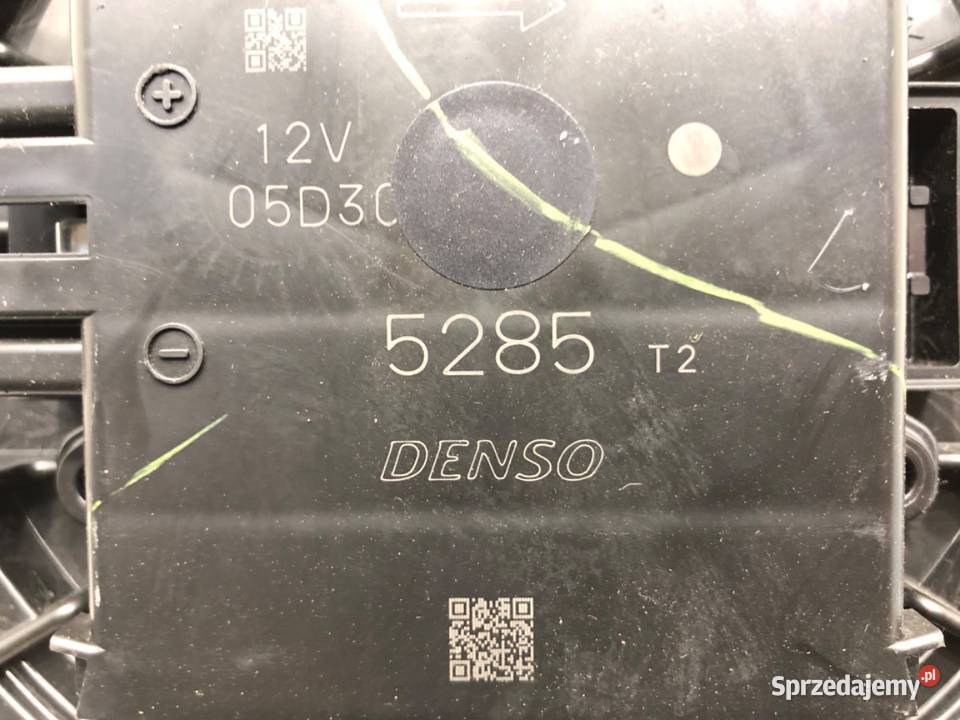 12V
05D3
5285 T2
DENSO
Sprzedajemy.pl